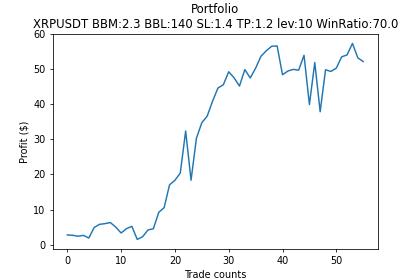 Portfolio
XRPUSDT BBM:2.3 BBL:140 SL:1.4 TP:1.2 lev:10 WinRatio:70.0
60
50
40
30
20
10
0
Profit ($)
0 10 20 30 40 50
Trade counts